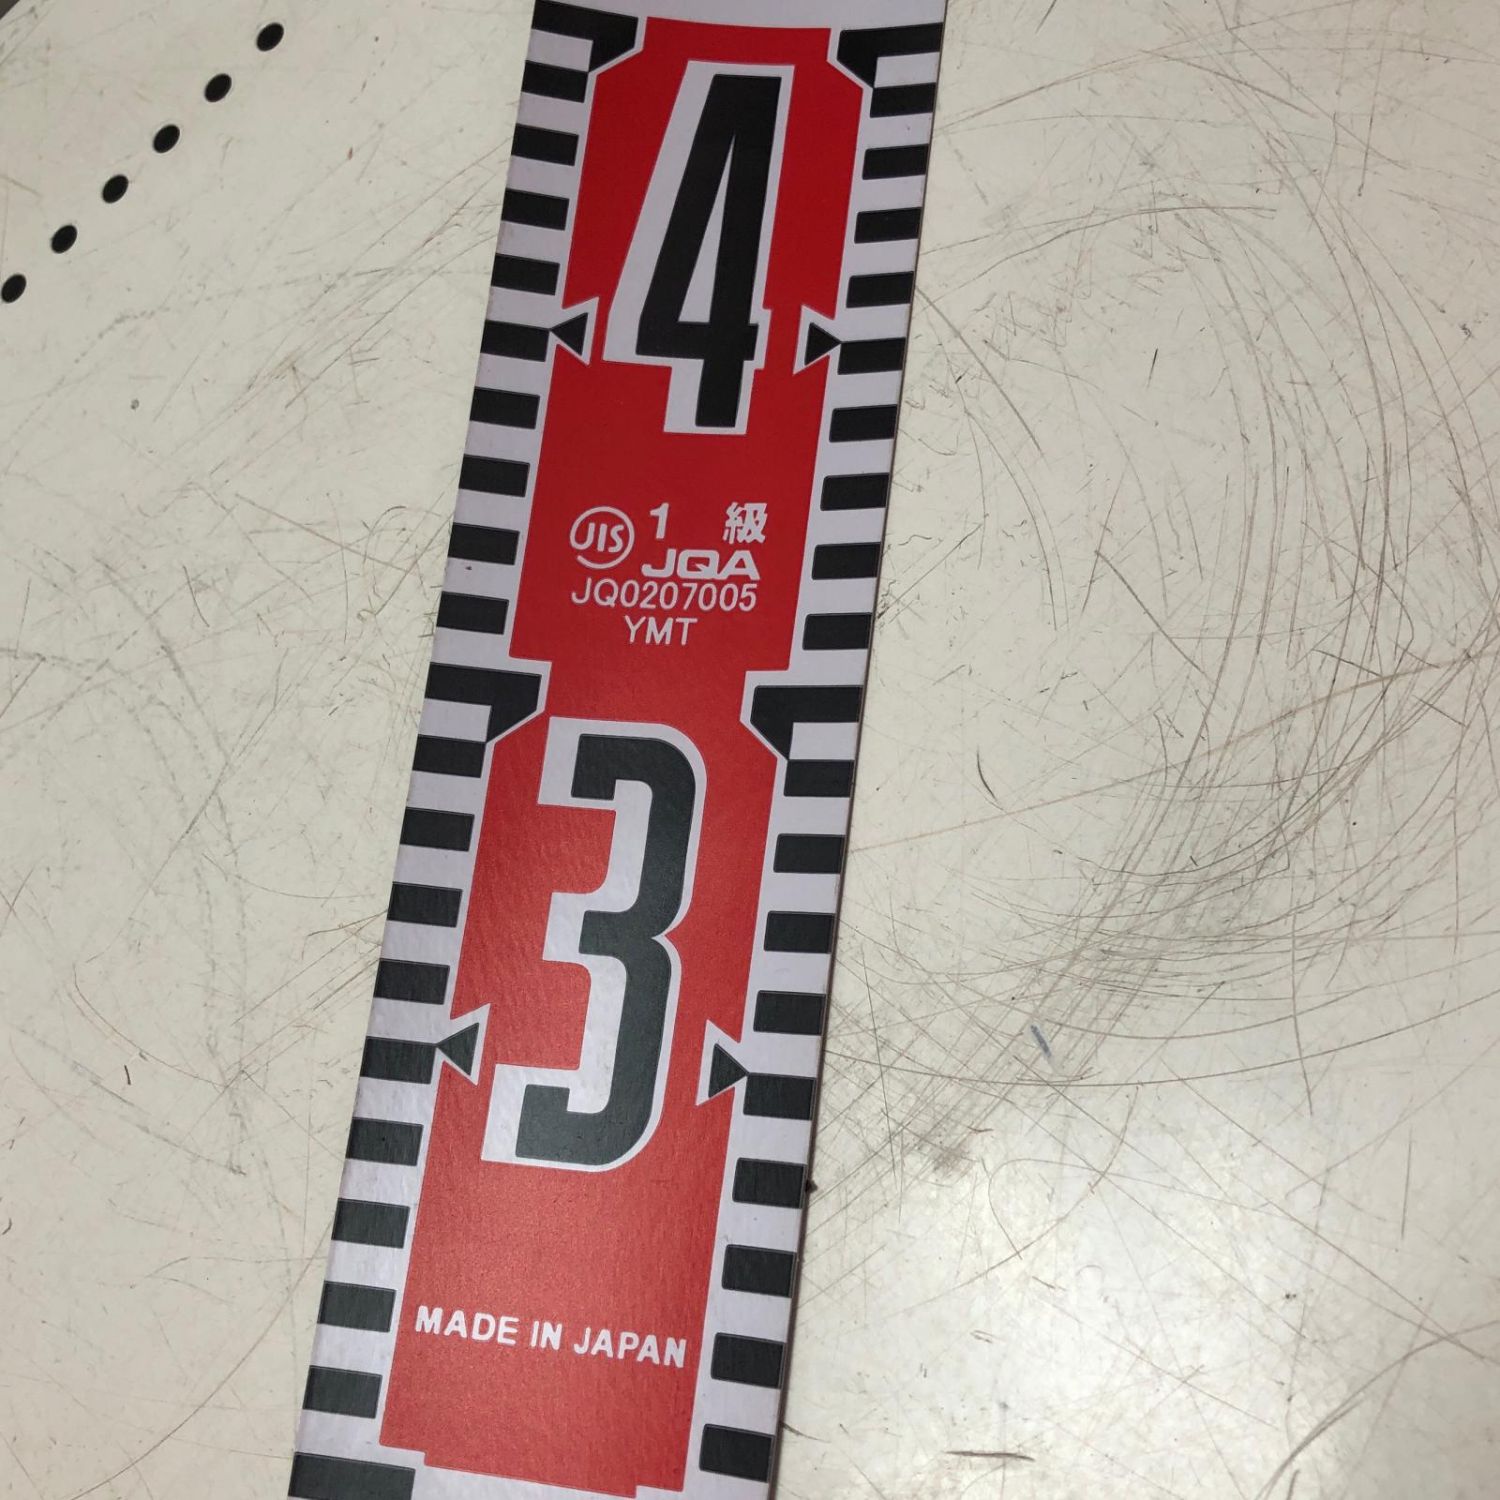 4
JIS 1 級
JQA
JQ0207005
YMT
3
MADE IN JAPAN